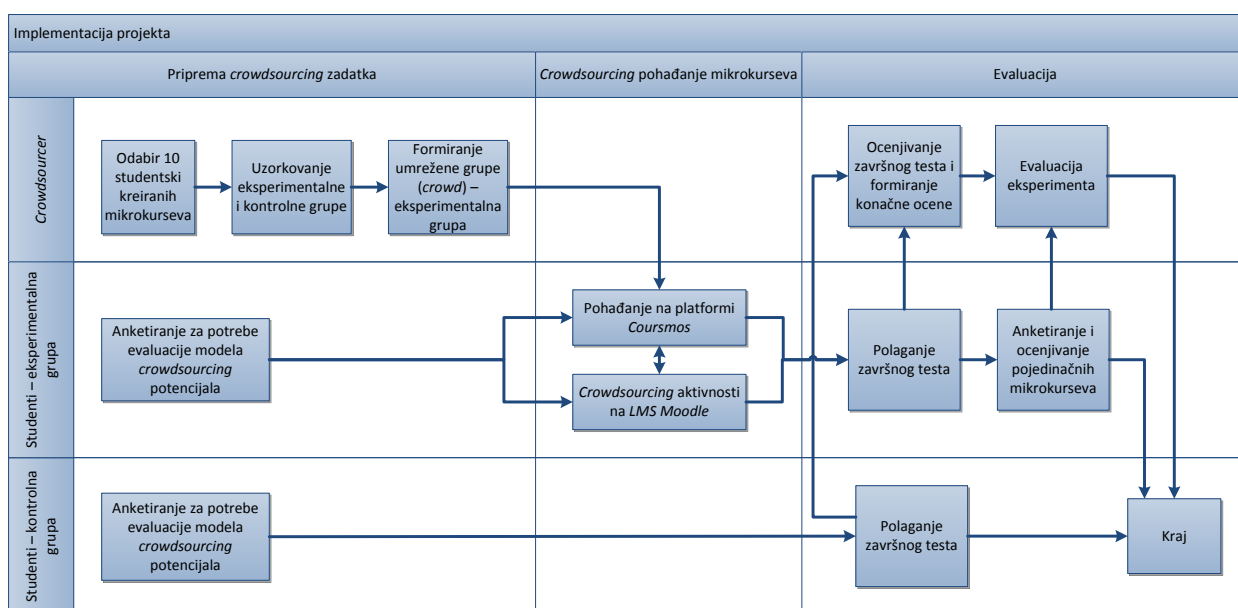 Implementacija projekta
Priprema crowdsourcing zadatka
Crowdsourcing pohađanje mikrokurseva
Evaluacija
Crowdsourcer
Odabir 10
studentski
kreiranih
mikrokurseva
Uzorkovanje
eksperimentalne
i kontrolne grupe
Formiranje
umrežene grupe
(crowd) –
eksperimentalna
grupa
Ocenjivanje
završnog testa i
formiranje
konačne ocene
Evaluacija
eksperimenta
Studenti – eksperimentalna
grupa
Anketiranje za potrebe
evaluacije modela
crowdsourcing
potencijala
Pohađanje na platformi
Coursmos
Crowdsourcing aktivnosti
na LMS Moodle
Polaganje
završnog testa
Anketiranje i
ocenjivanje
pojedinačnih
mikrokurseva
Studenti – kontrolna
grupa
Anketiranje za potrebe
evaluacije modela
crowdsourcing
potencijala
Polaganje
završnog testa
Kraj